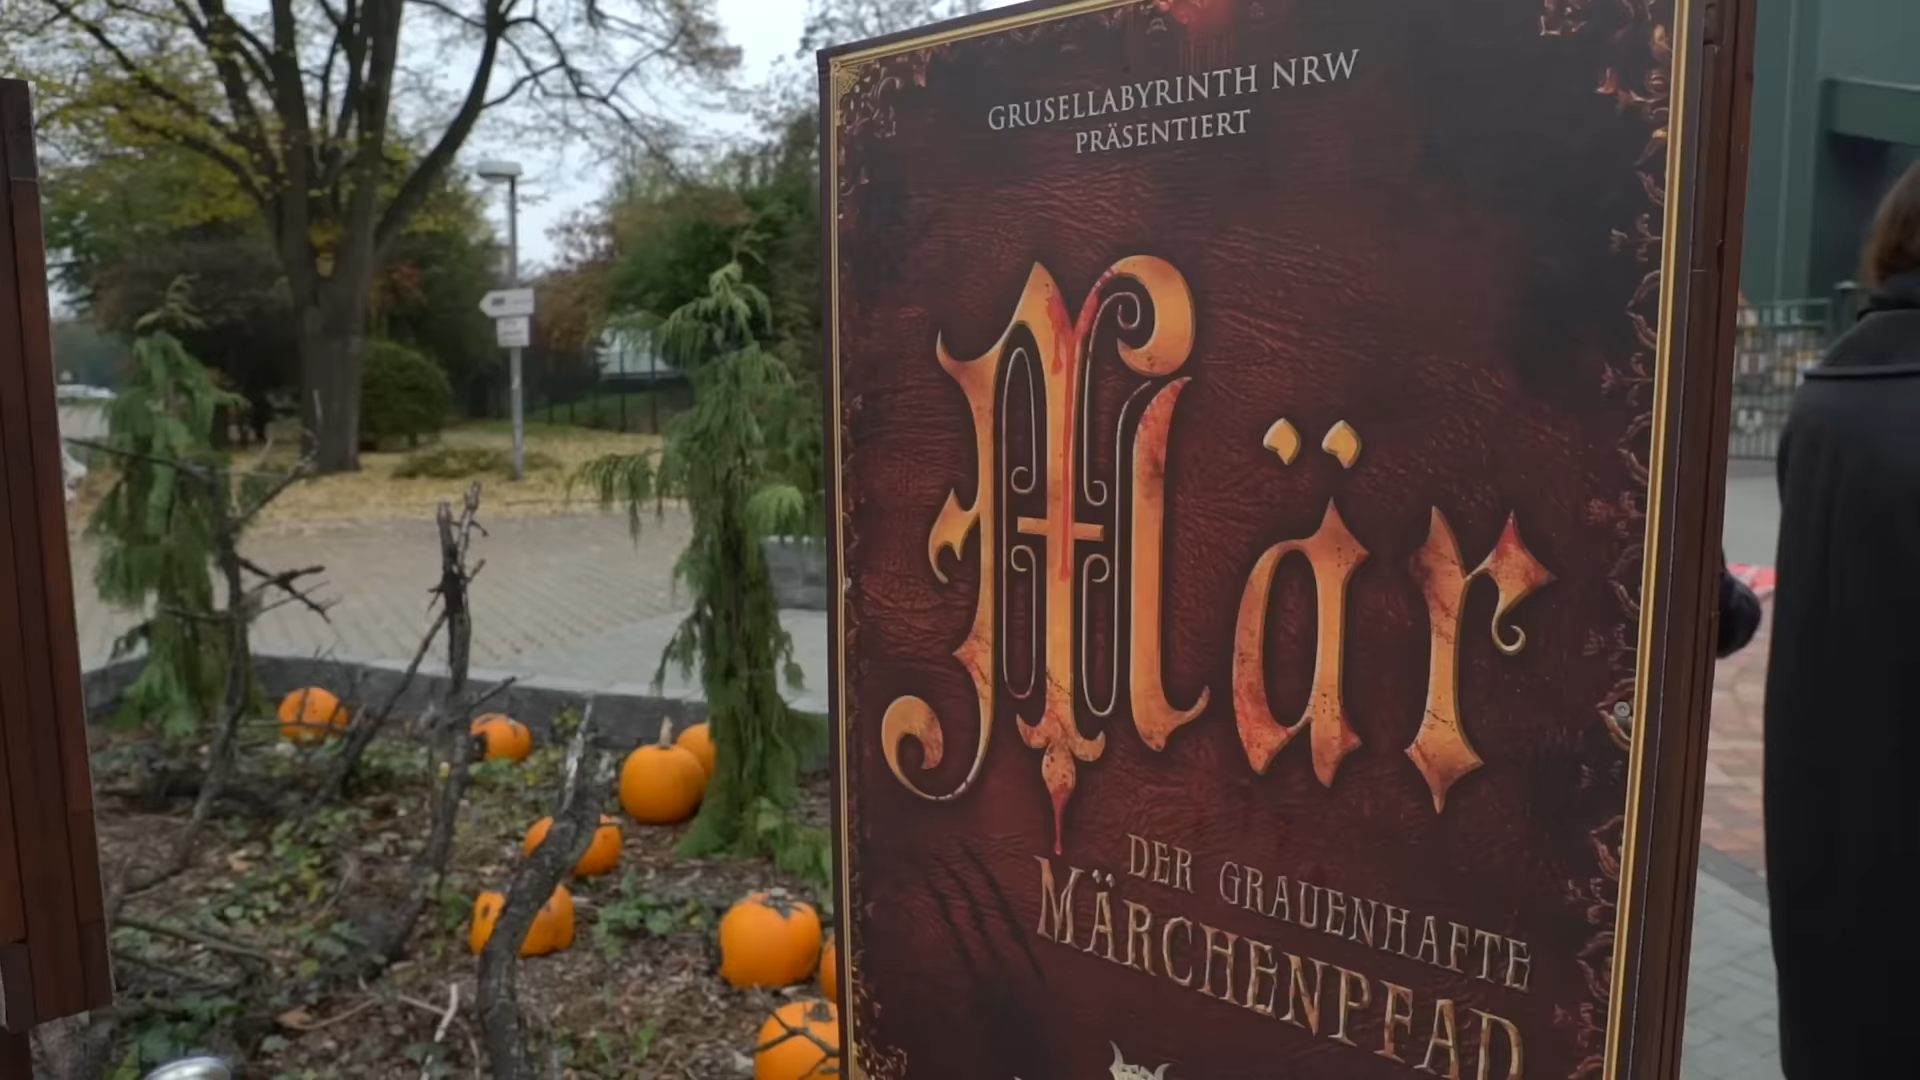 GRUSELLABYRINTH NRW
PRÄSENTIERT
Mär
DER GRAUENHAFTE
MÄRCHENPFAD